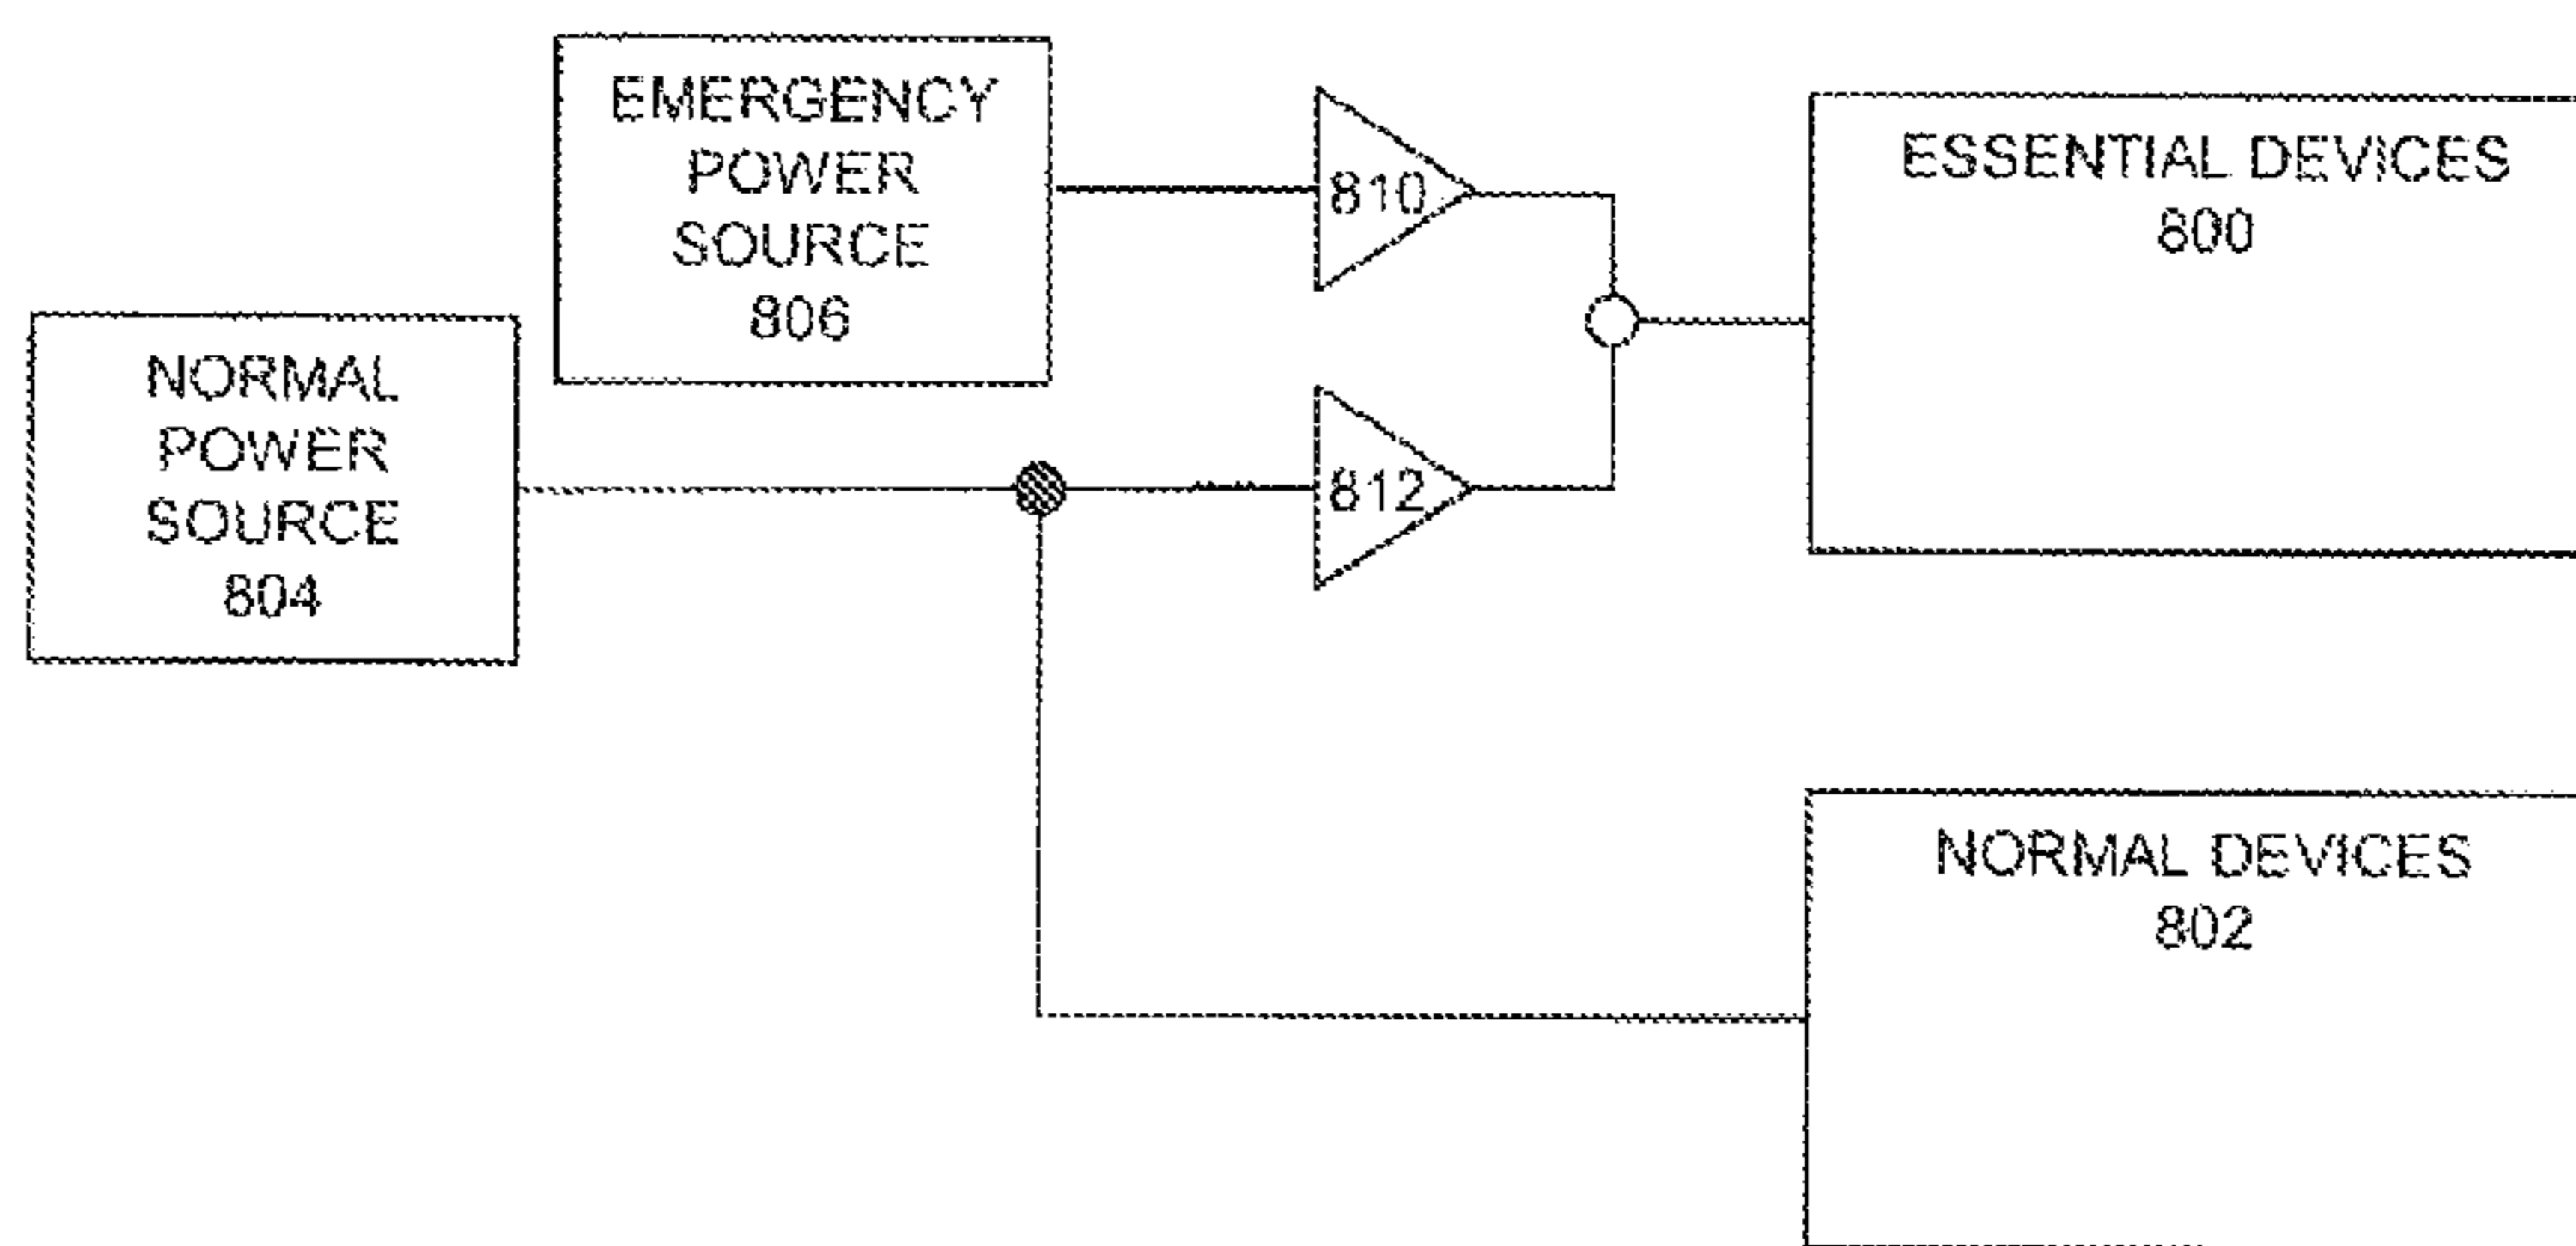 EMERGENCY
POWER
SOURCE
806
NORMAL
POWER
SOURCE
804
810
812
ESSENTIAL DEVICES
800
NORMAL DEVICES
802